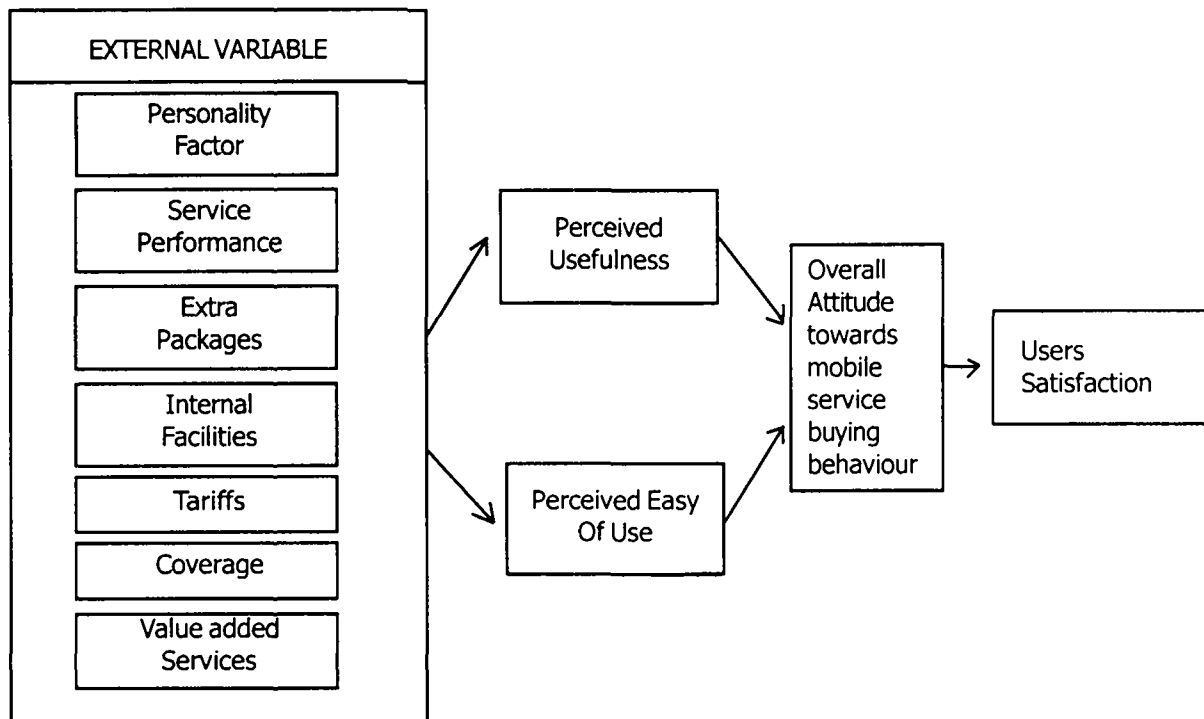 EXTERNAL VARIABLE
Personality
Factor
Service
Performance
Extra
Packages
Internal
Facilities
Tariffs
Coverage
Value added
Services
Perceived
Usefulness
Perceived Easy
Of Use
Overall
Attitude
towards
mobile
service
buying
behaviour
Users
Satisfaction